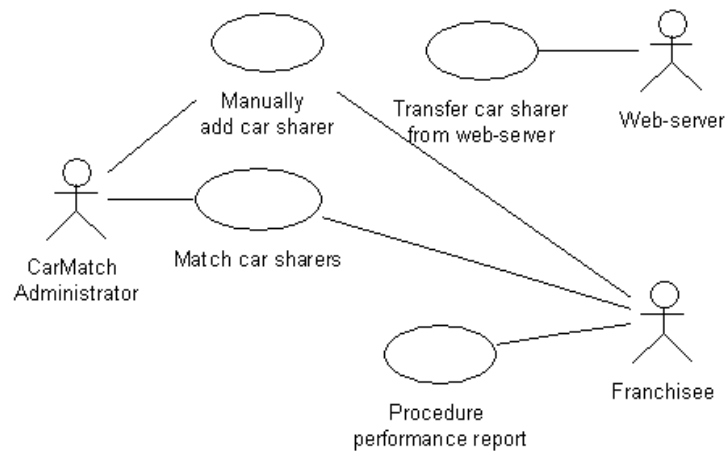 Manually
add car sharer
Transfer car sharer
from web-server
Web-server
CarMatch
Administrator
Match car sharers
Franchisee
Procedure
performance report